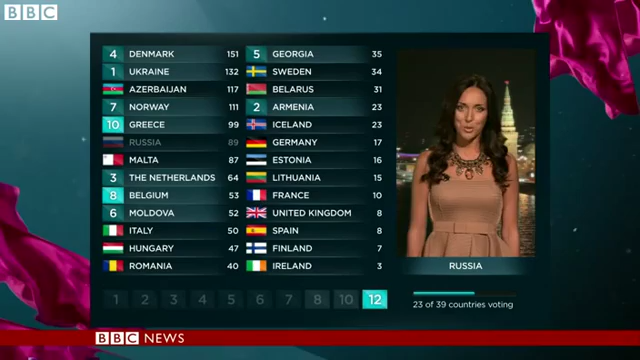 BBC
4 DENMARK 151 5 GEORGIA 35
1 UKRAINE 132 SWEDEN 34
AZERBAIJAN 117 BELARUS 31
7 NORWAY 111 2 ARMENIA 23
10 GREECE 99 ICELAND 23
RUSSIA 89 GERMANY 17
MALTA 87 ESTONIA 16
3 THE NETHERLANDS 64 LITHUANIA 15
8 BELGIUM 53 FRANCE 10
6 MOLDOVA 52 UNITED KINGDOM 8
ITALY 50 SPAIN 8
HUNGARY 47 FINLAND 7
ROMANIA 40 IRELAND 3
RUSSIA
1 2 3 4 5 6 7 8 10 12
23 of 39 countries voting
BBC NEWS